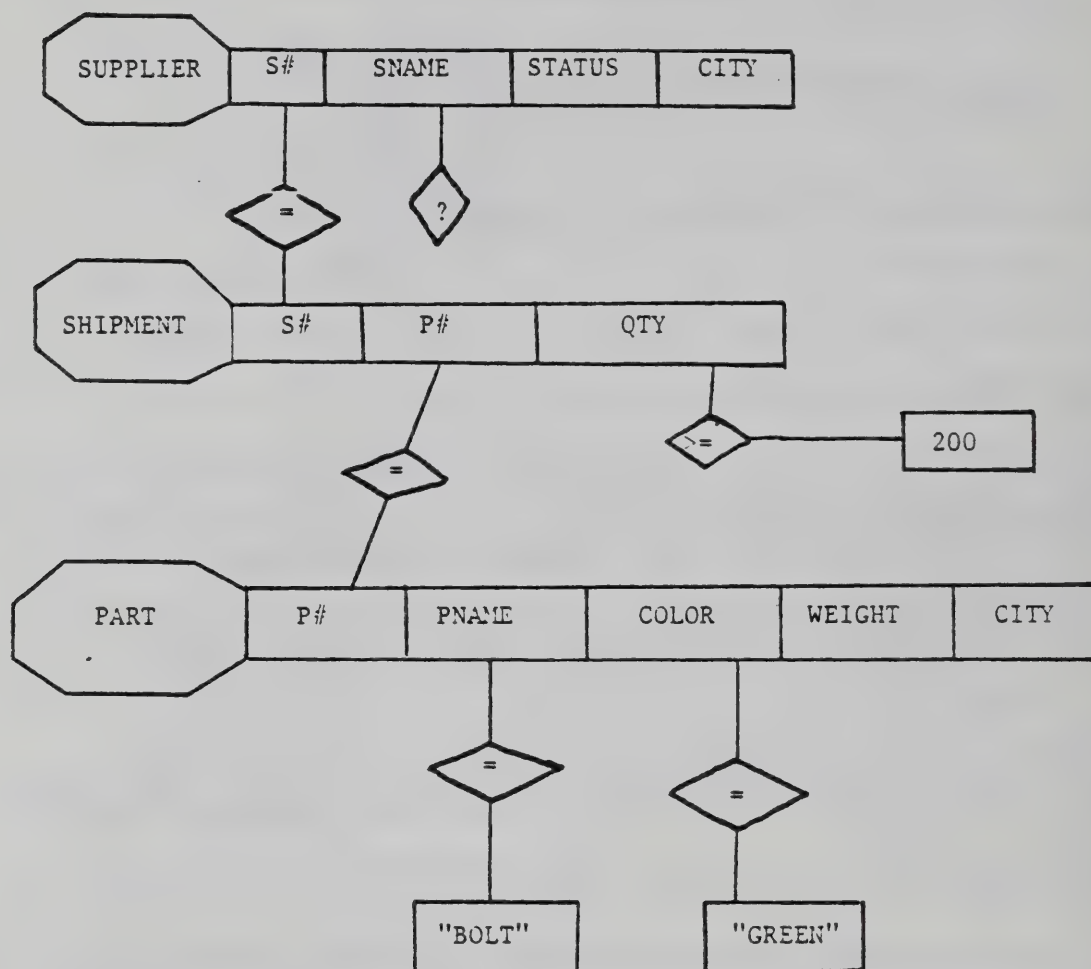 SUPPLIER S# SNAME STATUS CITY
= ?
SHIPMENT S# P# QTY
= >= 200
PART P# PNAME COLOR WEIGHT CITY
= =
"BOLT" "GREEN"